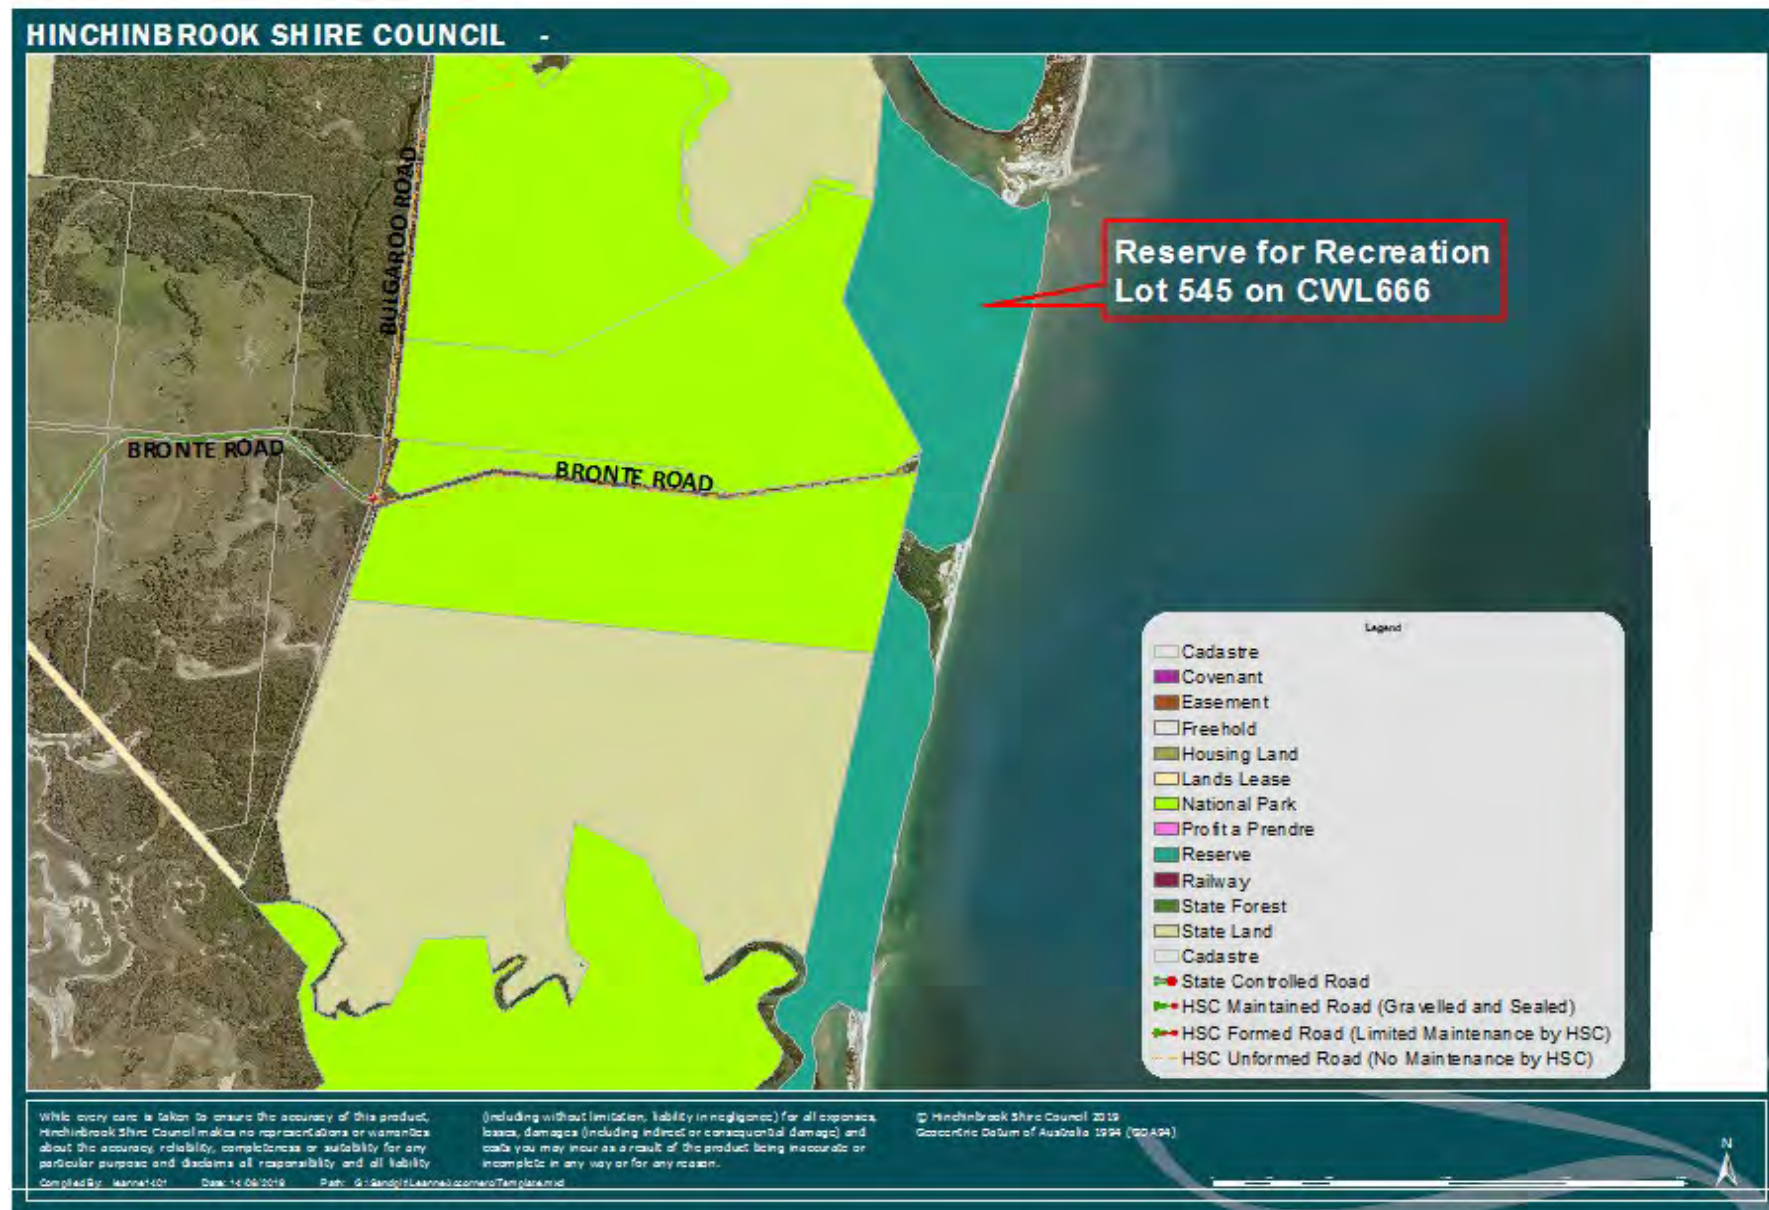 HINCHINBROOK SHIRE COUNCIL -
BULGAROO ROAD
Reserve for Recreation
Lot 545 on CWL666
BRONTE ROAD
BRONTE ROAD
Legend
Cadastre
Covenant
Easement
Freehold
Housing Land
Lands Lease
National Park
Profit a Prendre
Reserve
Railway
State Forest
State Land
Cadastre
State Controlled Road
HSC Maintained Road (Gravelled and Sealed)
HSC Formed Road (Limited Maintenance by HSC)
HSC Unformed Road (No Maintenance by HSC)
While every care is taken to ensure the accuracy of this product,
Hinchinbrook Shire Council makes no representations or warranties
about the accuracy, reliability, completeness or suitability for any
particular purpose and disclaims all responsibility and all liability
(including without limitation, liability in negligence) for all expenses,
losses, damages (including indirect or consequential damage) and
costs you may incur as a result of the product being inaccurate or
incomplete in any way or for any reason.
© Hinchinbrook Shire Council 2019
Geocentric Datum of Australia 1994 (GDA94)
Compiled By: Date: Path:
N